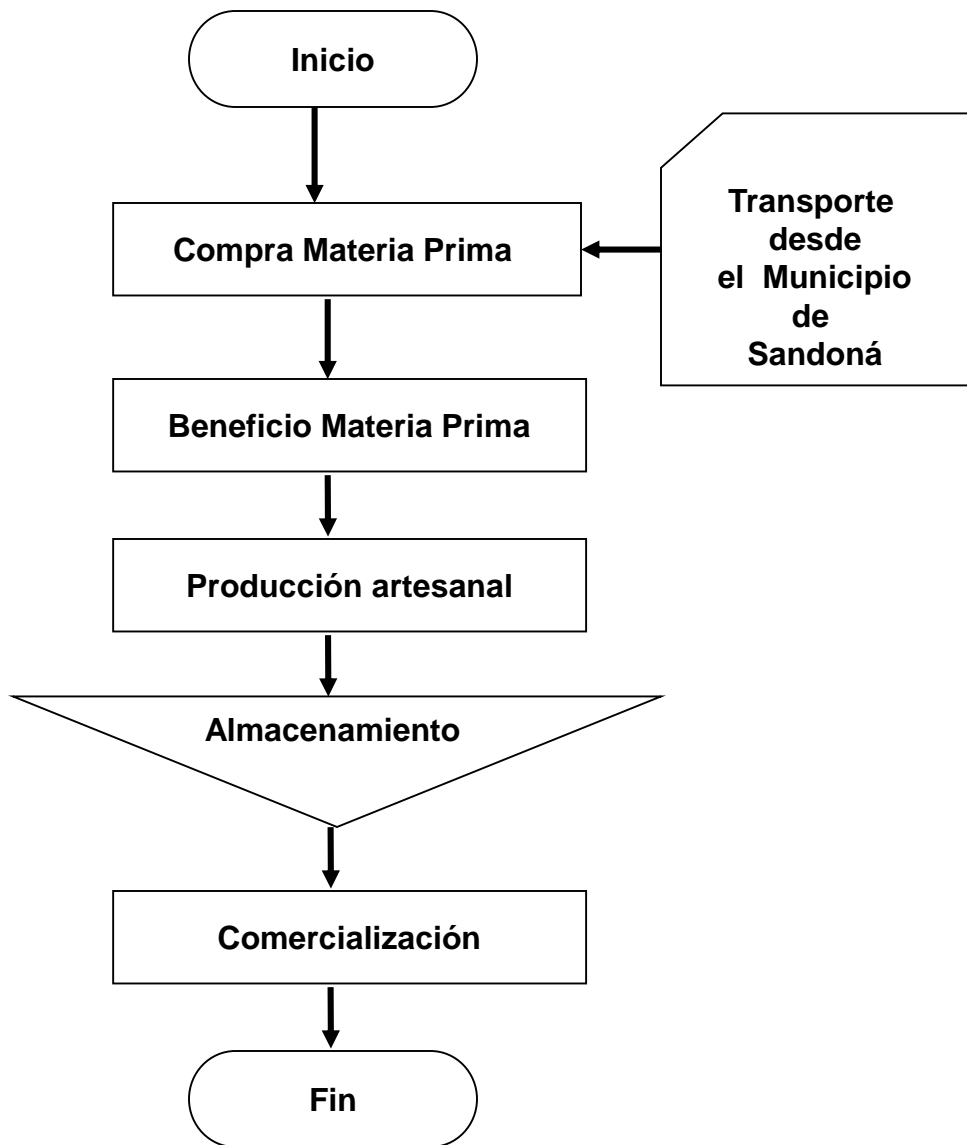 Inicio
Compra Materia Prima
Transporte
desde
el Municipio
de
Sandoná
Beneficio Materia Prima
Producción artesanal
Almacenamiento
Comercialización
Fin